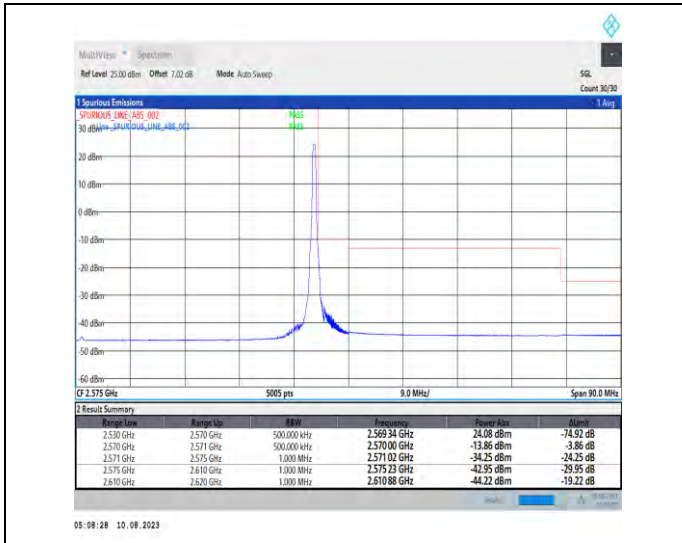 MultiView Spectrum
Ref Level 25.00 dBm Offset 7.02 dB Mode Auto Sweep SGL
Count 30/30
1 Spurious Emissions 1 Avg
_SPURIOUS_LINE_ABS_002 PASS
30 dBm Line _SPURIOUS_LINE_ABS_002 PASS
20 dBm
10 dBm
0 dBm
-10 dBm
-20 dBm
-30 dBm
-40 dBm
-50 dBm
-60 dBm
CF 2.575 GHz 5005 pts 9.0 MHz/ Span 90.0 MHz
2 Result Summary
Range Low Range Up RBW Frequency Power Abs ΔLimit
2.530 GHz 2.570 GHz 500.000 kHz 2.569 34 GHz 24.08 dBm -74.92 dB
2.570 GHz 2.571 GHz 500.000 kHz 2.570 00 GHz -13.86 dBm -3.86 dB
2.571 GHz 2.575 GHz 1.000 MHz 2.571 02 GHz -34.25 dBm -24.25 dB
2.575 GHz 2.610 GHz 1.000 MHz 2.575 23 GHz -42.95 dBm -29.95 dB
2.610 GHz 2.620 GHz 1.000 MHz 2.610 88 GHz -44.22 dBm -19.22 dB
05:08:28 10.08.2023